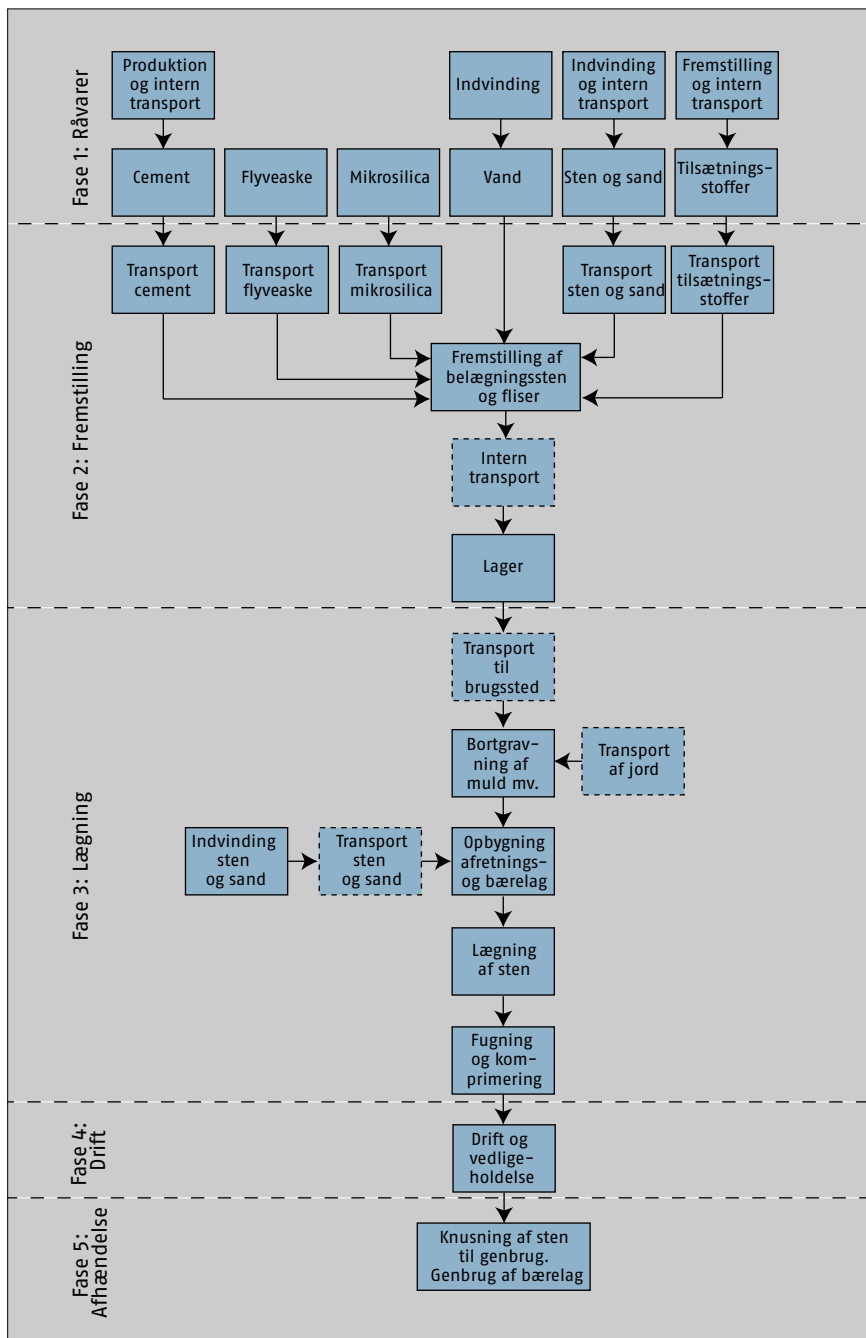 Fase 1: Råvarer
Produktion
og intern
transport
Indvinding
Indvinding
og intern
transport
Fremstilling
og intern
transport
Cement
Flyveaske
Mikrosilica
Vand
Sten og sand
Tilsætnings-
stoffer
Fase 2: Fremstilling
Transport
cement
Transport
flyveaske
Transport
mikrosilica
Transport
sten og sand
Transport
tilsætnings-
stoffer
Fremstilling af
belægningssten
og fliser
Intern
transport
Lager
Fase 3: Lægning
Transport
til
brugssted
Bortgrav-
ning af
muld mv.
Transport
af jord
Indvinding
sten
og sand
Transport
sten
og sand
Opbygning
afretnings-
og bærelag
Lægning
af sten
Fugning
og kom-
primering
Fase 4:
Drift
Drift og
vedlige-
holdelse
Fase 5:
Afhændelse
Knusning af sten
til genbrug.
Genbrug af bærelag